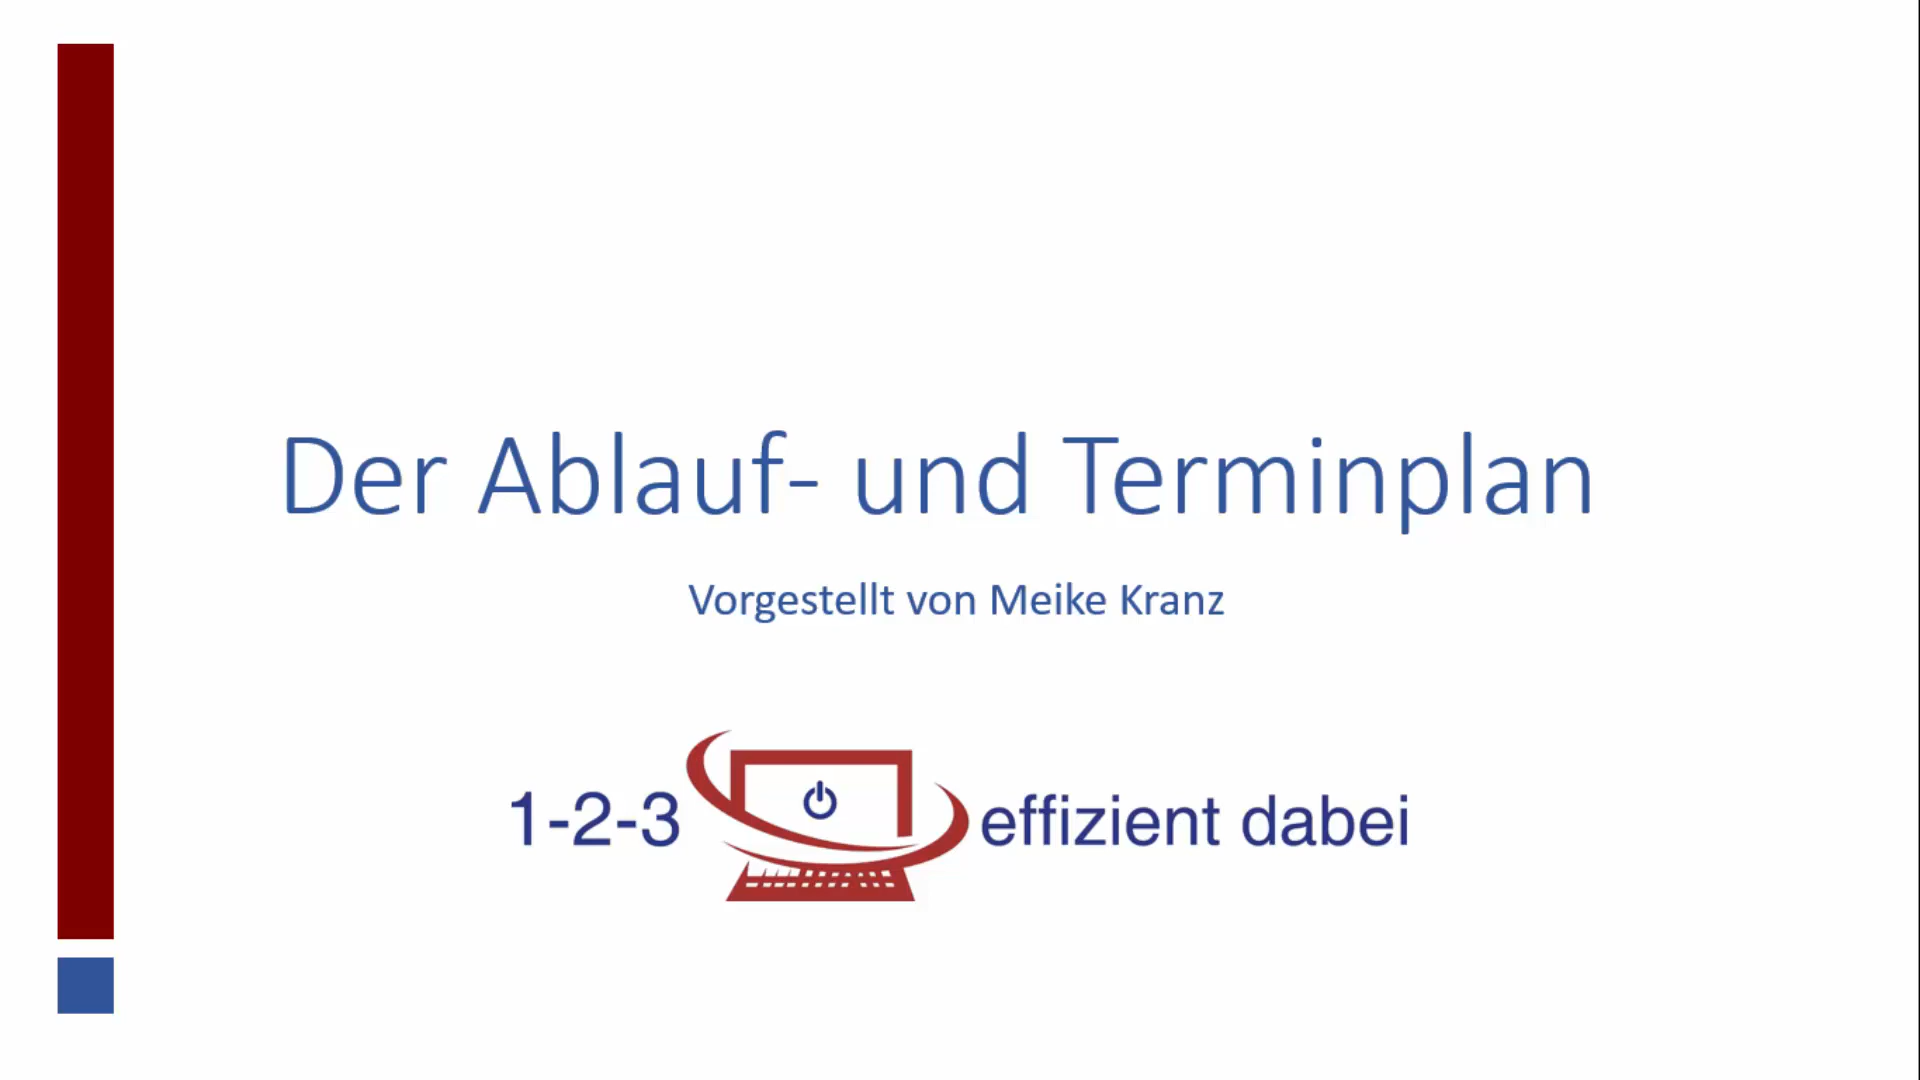 Der Ablauf- und Terminplan
Vorgestellt von Meike Kranz
1-2-3 effizient dabei